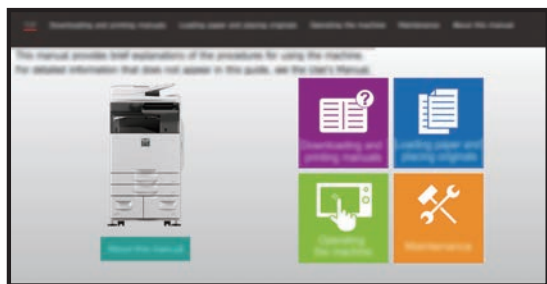 Downloading and printing manuals Loading paper and placing originals Operating the machine Maintenance About this manual
This manual provides brief explanations of the procedures for using the machine.
For detailed information that does not appear in this guide, see the User's Manual.
Downloading and
printing manuals
Loading paper and
placing originals
Operating
the machine
Maintenance
About this manual